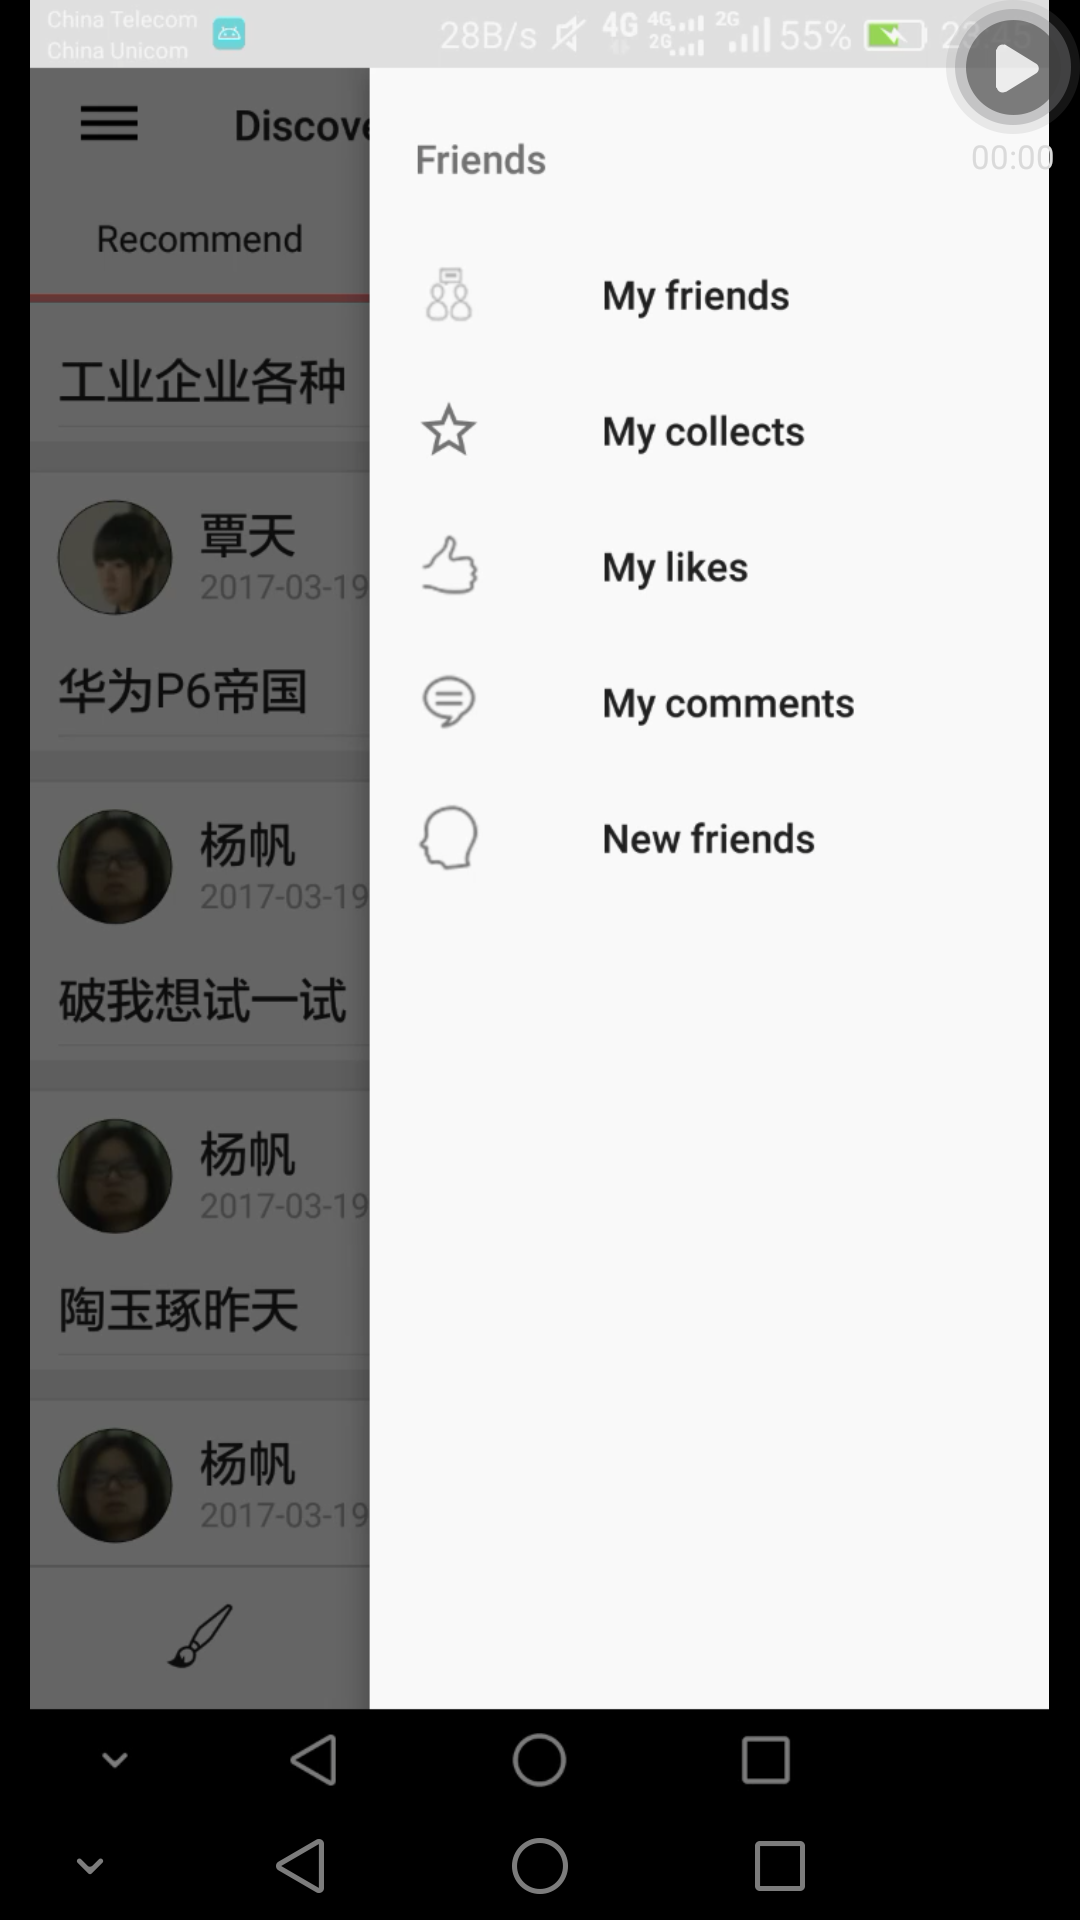 China Telecom
China Unicom
28B/s 4G 4G 2G 2G 55%
00:00
Discove
Recommend
工业企业各种
覃天
2017-03-19
华为P6帝国
杨帆
2017-03-19
破我想试一试
杨帆
2017-03-19
陶玉琢昨天
杨帆
2017-03-19
Friends
My friends
My collects
My likes
My comments
New friends